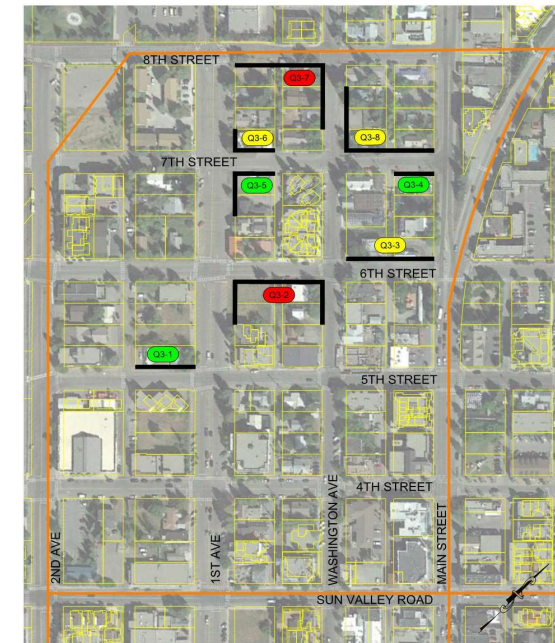 8TH STREET
Q3-7
Q3-6
Q3-8
7TH STREET
Q3-5
Q3-4
Q3-3
6TH STREET
Q3-2
Q3-1
5TH STREET
4TH STREET
2ND AVE
1ST AVE
WASHINGTON AVE
MAIN STREET
SUN VALLEY ROAD